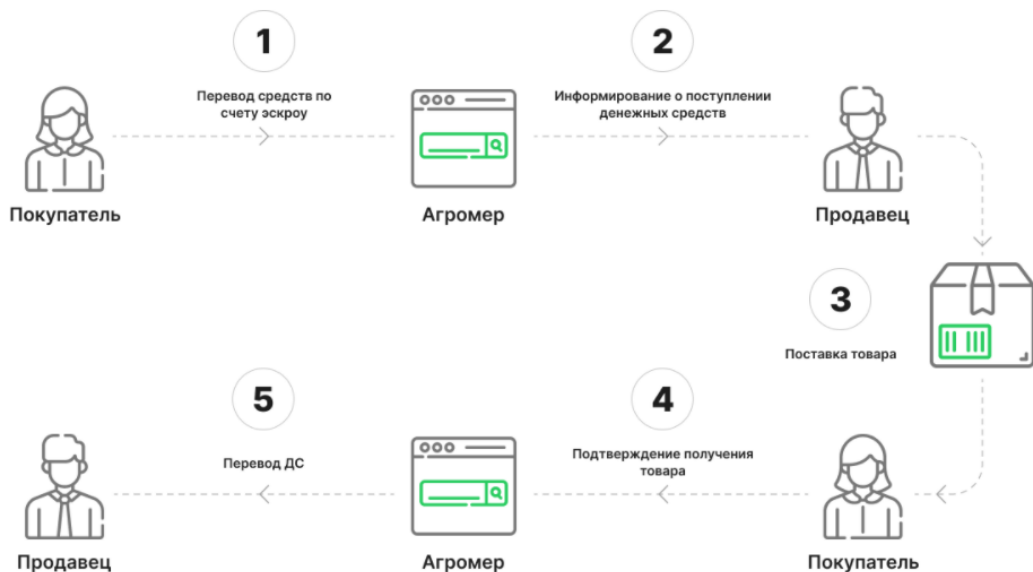 1
Перевод средств по
счету эскроу
2
Информирование о поступлении
денежных средств
Покупатель
Агромер
Продавец
3
Поставка товара
5
Перевод ДС
4
Подтверждение получения
товара
Продавец
Агромер
Покупатель